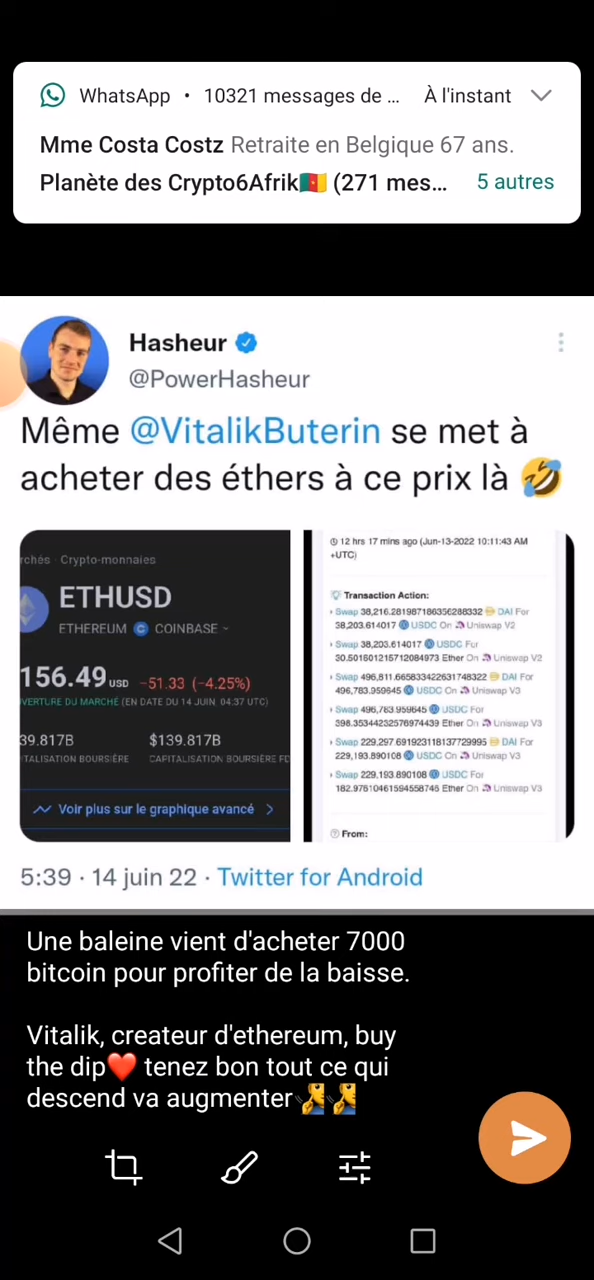 WhatsApp • 10321 messages de ... À l'instant
Mme Costa Costz Retraite en Belgique 67 ans.
Planète des Crypto6Afrik🇨🇲 (271 mes... 5 autres
Hasheur
@PowerHasheur
Même @VitalikButerin se met à
acheter des éthers à ce prix là 🤣
rchés · Crypto-monnaies
ETHUSD
ETHEREUM COINBASE
156.49 USD −51.33 (−4.25%)
VERTURE DU MARCHÉ (EN DATE DU 14 JUIN 04:37 UTC)
39.817B $139.817B
ITALISATION BOURSIÈRE CAPITALISATION BOURSIÈRE FD
Voir plus sur le graphique avancé >
12 hrs 17 mins ago (Jun-13-2022 10:11:43 AM
+UTC)
Transaction Action:
Swap 38,216.281987186356288332 DAI For
38,203.614017 USDC On Uniswap V2
Swap 38,203.614017 USDC For
30.501601215712084973 Ether On Uniswap V2
Swap 496,811.665833422631748322 DAI For
496,783.959645 USDC On Uniswap V3
Swap 496,783.959645 USDC For
398.35344232576974439 Ether On Uniswap V3
Swap 229,297.691923118137729995 DAI For
229,193.890108 USDC On Uniswap V3
Swap 229,193.890108 USDC For
182.97610461594558746 Ether On Uniswap V3
From:
5:39 · 14 juin 22 · Twitter for Android
Une baleine vient d'acheter 7000
bitcoin pour profiter de la baisse.
Vitalik, createur d'ethereum, buy
the dip❤️ tenez bon tout ce qui
descend va augmenter